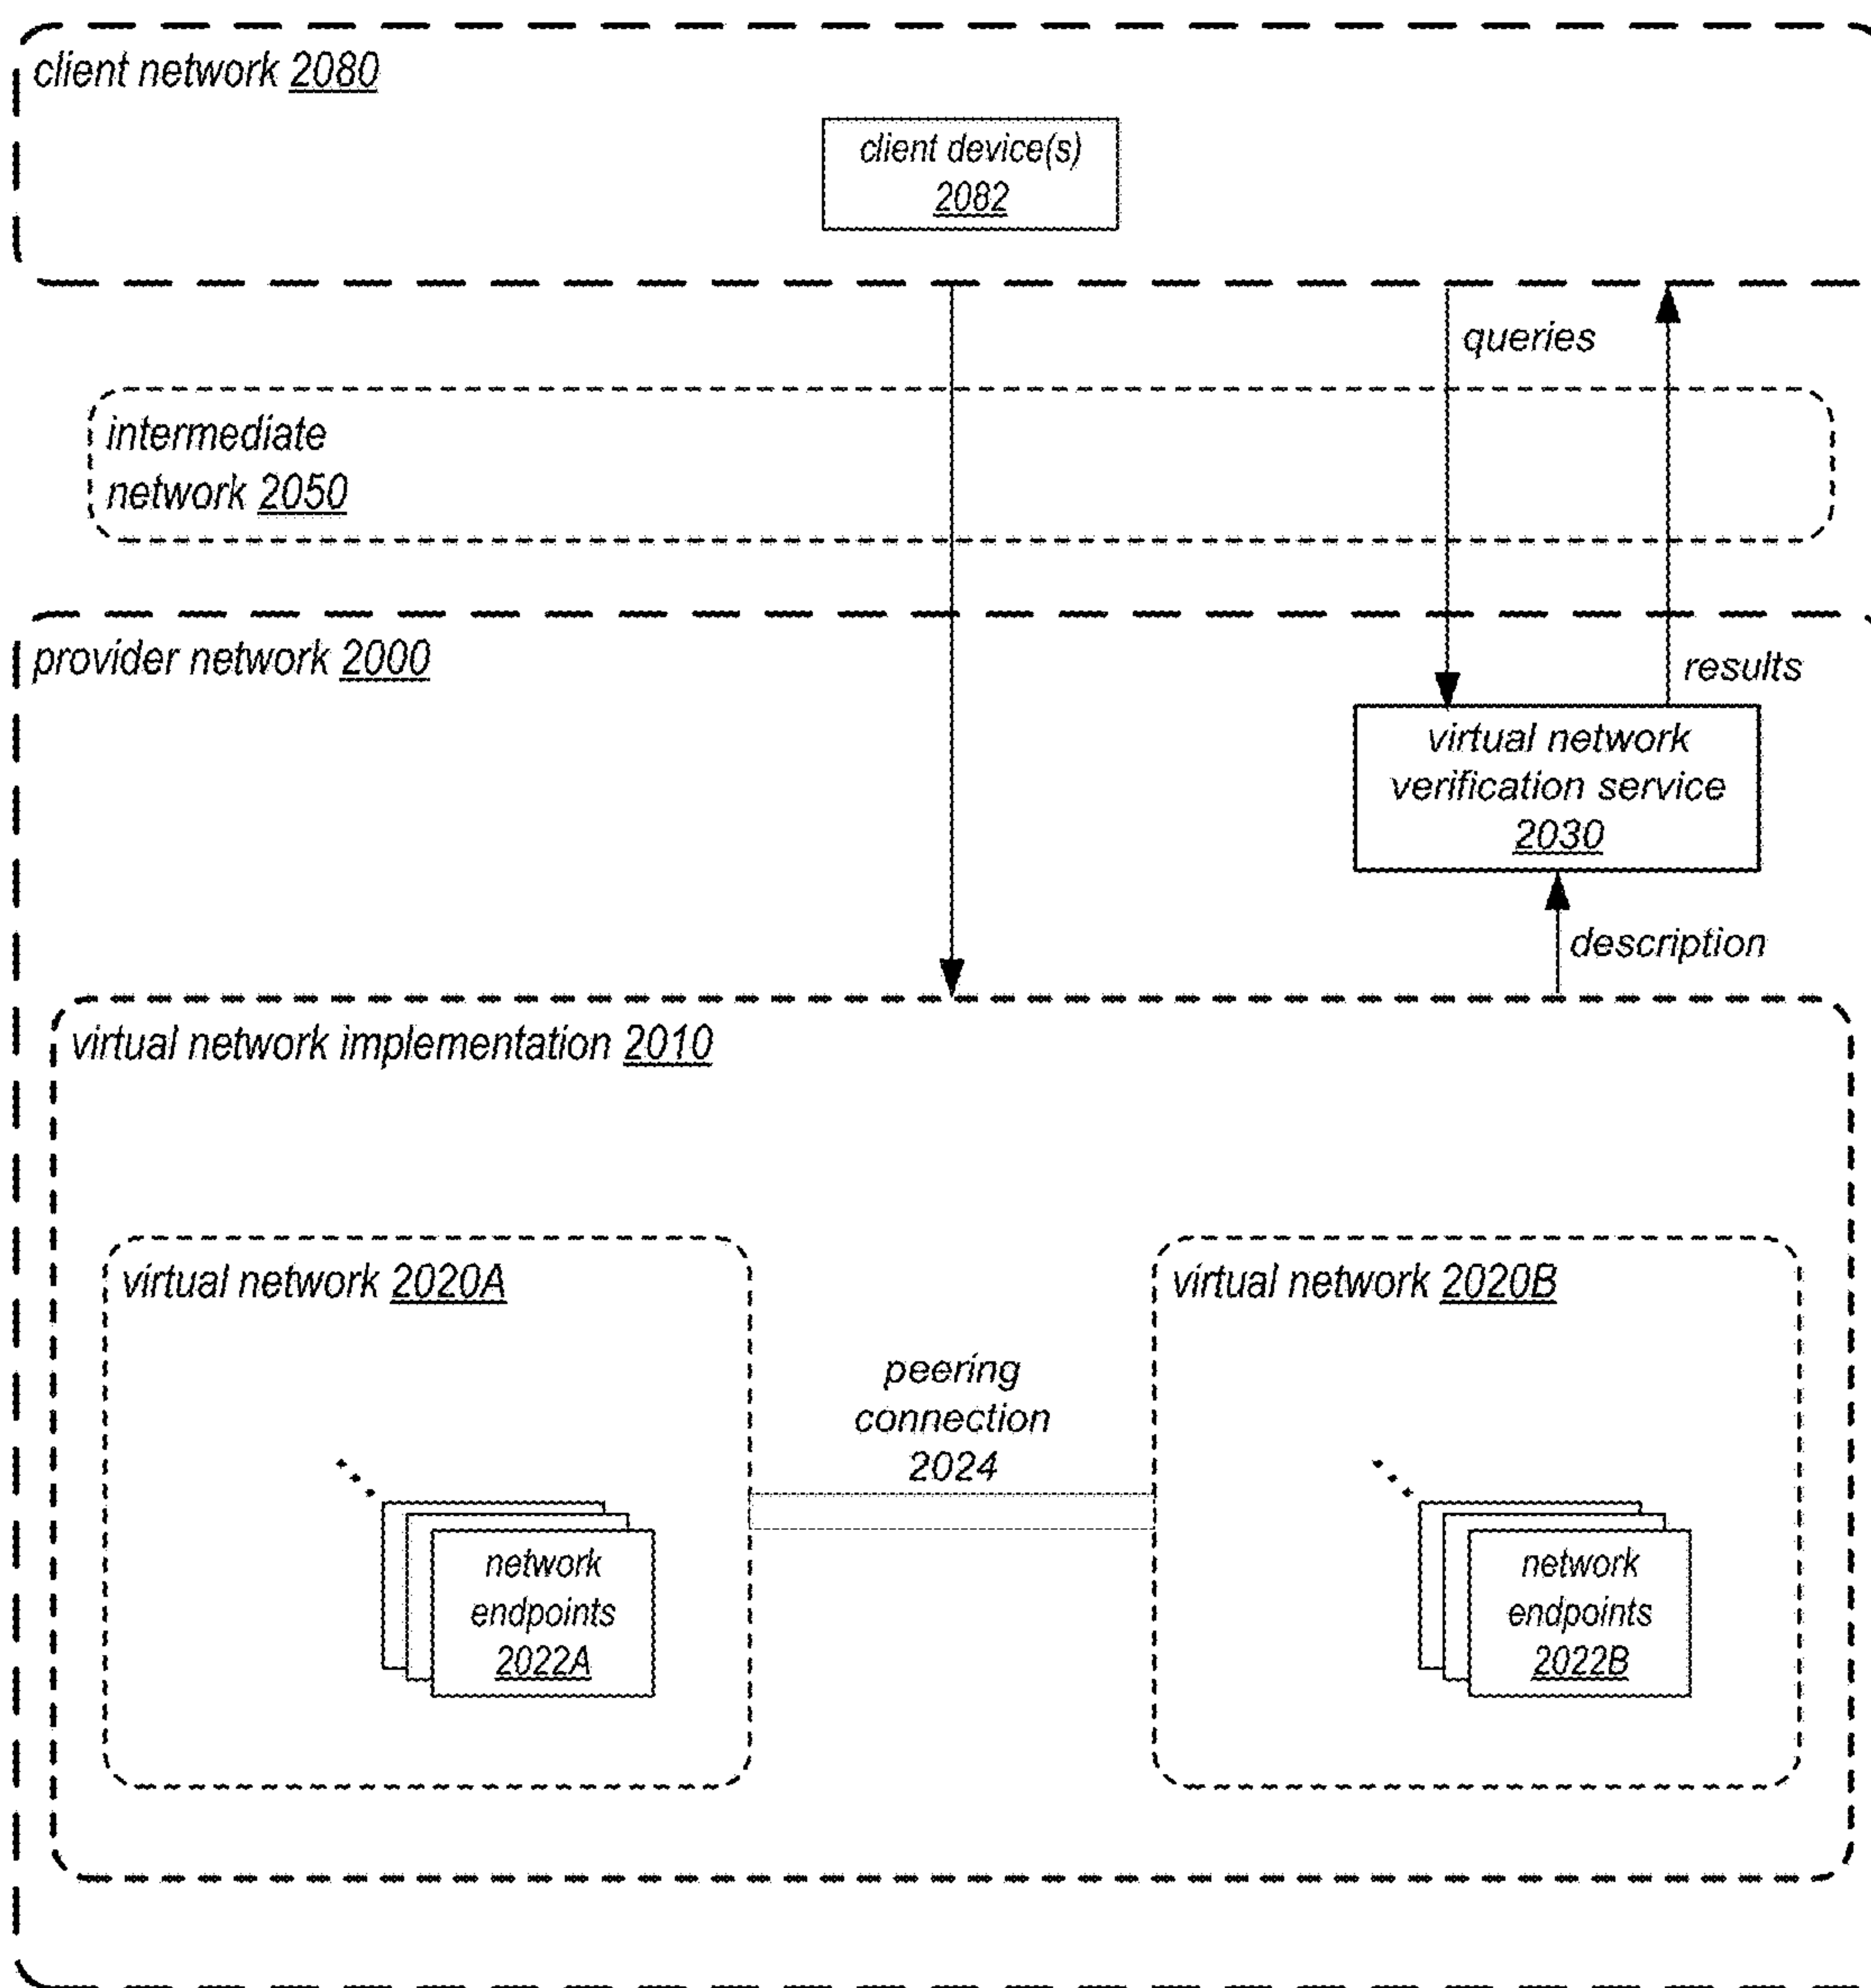 client network 2080
client device(s)
2082
queries
intermediate
network 2050
provider network 2000
results
virtual network
verification service
2030
description
virtual network implementation 2010
virtual network 2020A
virtual network 2020B
peering
connection
2024
network
endpoints
2022A
network
endpoints
2022B